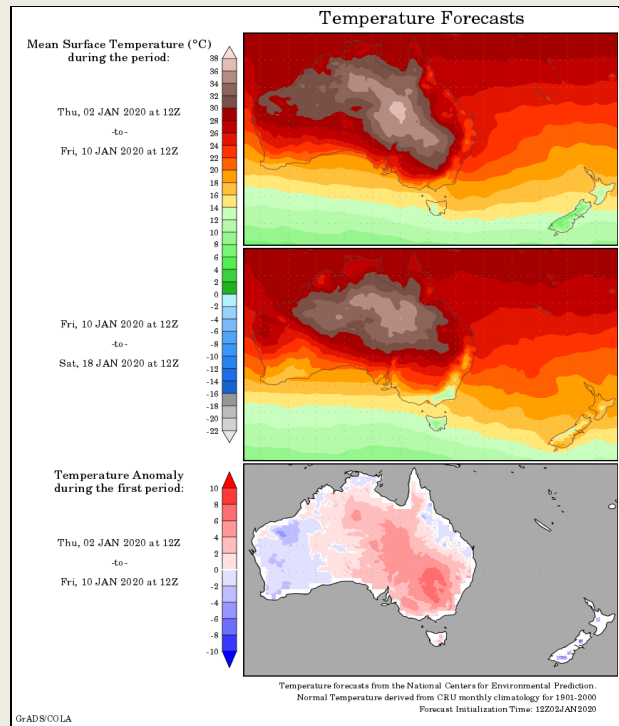 Temperature Forecasts
Mean Surface Temperature (°C)
during the period:
Thu, 02 JAN 2020 at 12Z
-to-
Fri, 10 JAN 2020 at 12Z
38
36
34
32
30
28
26
24
22
20
18
16
14
12
10
8
6
4
2
0
-2
-4
-6
-8
-10
-12
-14
-16
-18
-20
-22
Fri, 10 JAN 2020 at 12Z
-to-
Sat, 18 JAN 2020 at 12Z
Temperature Anomaly
during the first period:
Thu, 02 JAN 2020 at 12Z
-to-
Fri, 10 JAN 2020 at 12Z
10
8
6
4
2
0
-2
-4
-6
-8
-10
Temperature forecasts from the National Centers for Environmental Prediction.
Normal Temperature derived from CRU monthly climatology for 1901-2000
Forecast Initialization Time: 12Z02JAN2020
GrADS/COLA